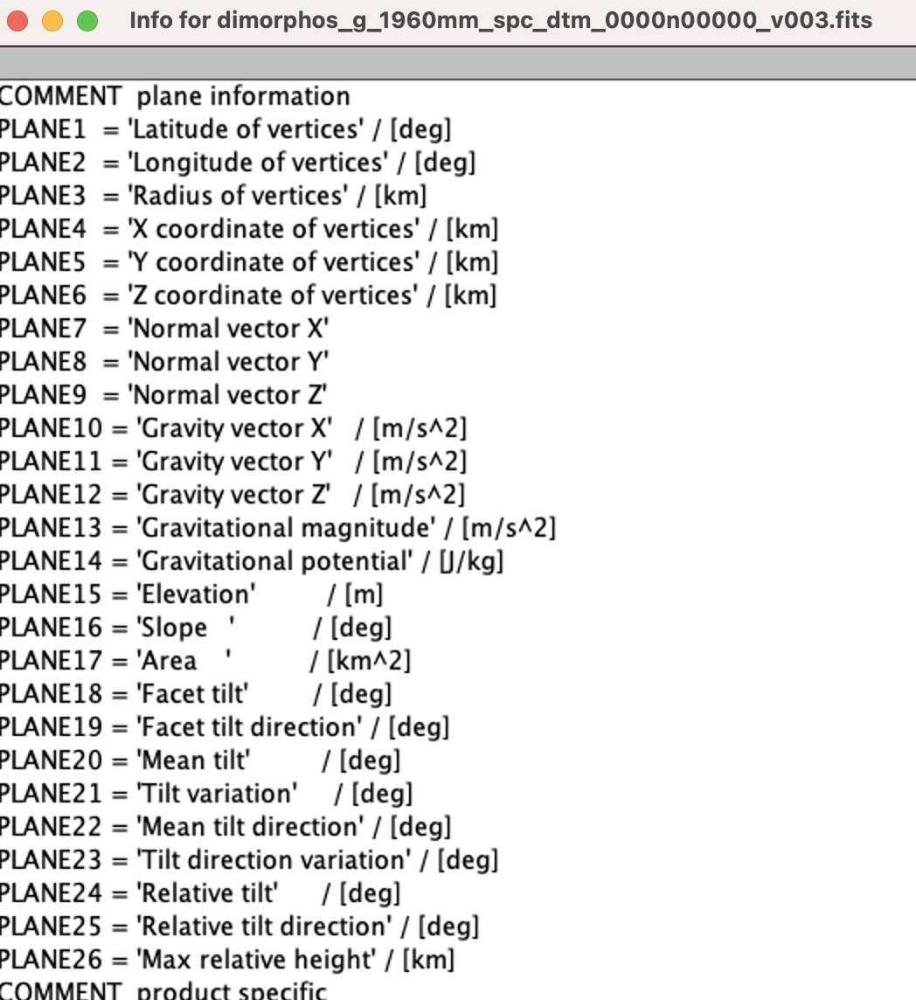 Info for dimorphos_g_1960mm_spc_dtm_0000n00000_v003.fits
COMMENT  plane information
PLANE1  = 'Latitude of vertices' / [deg]
PLANE2  = 'Longitude of vertices' / [deg]
PLANE3  = 'Radius of vertices' / [km]
PLANE4  = 'X coordinate of vertices' / [km]
PLANE5  = 'Y coordinate of vertices' / [km]
PLANE6  = 'Z coordinate of vertices' / [km]
PLANE7  = 'Normal vector X'
PLANE8  = 'Normal vector Y'
PLANE9  = 'Normal vector Z'
PLANE10 = 'Gravity vector X'   / [m/s^2]
PLANE11 = 'Gravity vector Y'   / [m/s^2]
PLANE12 = 'Gravity vector Z'   / [m/s^2]
PLANE13 = 'Gravitational magnitude' / [m/s^2]
PLANE14 = 'Gravitational potential' / [J/kg]
PLANE15 = 'Elevation'          / [m]
PLANE16 = 'Slope   '           / [deg]
PLANE17 = 'Area    '           / [km^2]
PLANE18 = 'Facet tilt'         / [deg]
PLANE19 = 'Facet tilt direction' / [deg]
PLANE20 = 'Mean tilt'          / [deg]
PLANE21 = 'Tilt variation'     / [deg]
PLANE22 = 'Mean tilt direction' / [deg]
PLANE23 = 'Tilt direction variation' / [deg]
PLANE24 = 'Relative tilt'      / [deg]
PLANE25 = 'Relative tilt direction' / [deg]
PLANE26 = 'Max relative height' / [km]
COMMENT  product specific